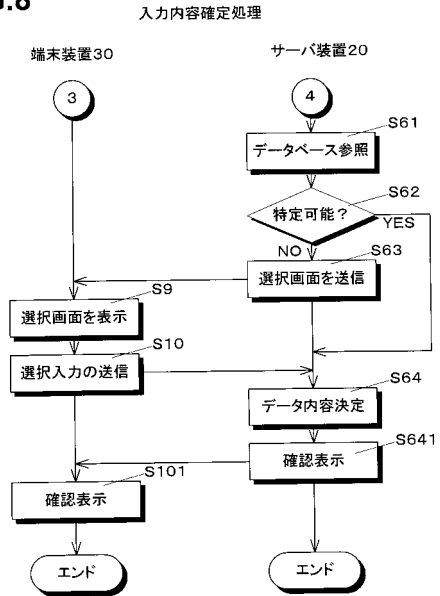 入力内容確定処理
端末装置30
サーバ装置20
3
4
S61
データベース参照
S62
特定可能？
YES
NO
S63
選択画面を送信
S9
選択画面を表示
S10
選択入力の送信
S64
データ内容決定
S641
確認表示
S101
確認表示
エンド
エンド